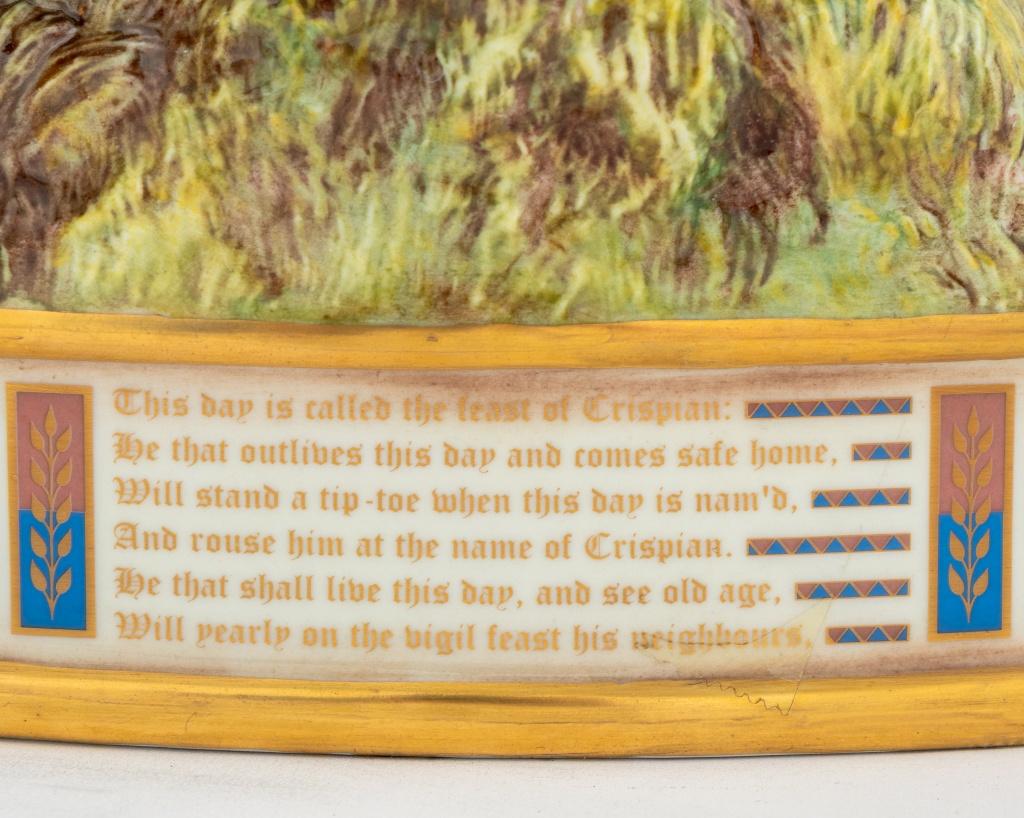 This day is called the feast of Crispian:
He that outlives this day and comes safe home,
Will stand a tip-toe when this day is nam'd,
And rouse him at the name of Crispian.
He that shall live this day, and see old age,
Will yearly on the vigil feast his neighbours,